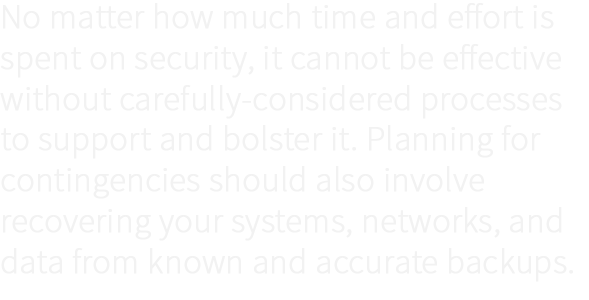 No matter how much time and effort is
spent on security, it cannot be effective
without carefully-considered processes
to support and bolster it. Planning for
contingencies should also involve
recovering your systems, networks, and
data from known and accurate backups.